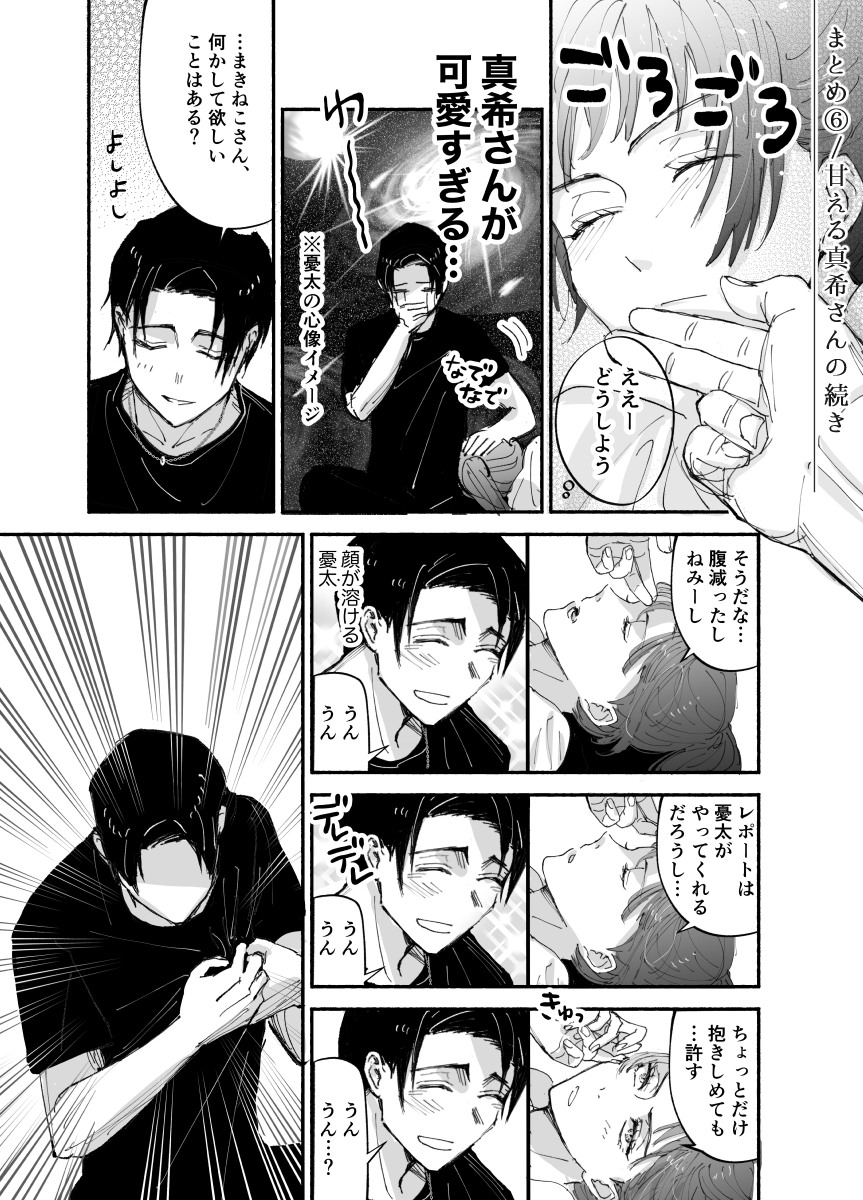 まとめ⑥/甘える真希さんの続き
ごろ
ごろ
ええー
どうしよう
真希さんが
可愛すぎる…
ゆ～
なで
なで
※憂太の心像イメージ
…まきねこさん、
何かして欲しい
ことはある?
よしよし
そうだな…
腹減ったし
ねみーし
顔が溶ける
憂太
うん
うん
レポートは
憂太が
やってくれる
だろうし…
デレ
デレ
うん
うん
ちょっとだけ
抱きしめても
…許す
きゅっ
うん
うん…?